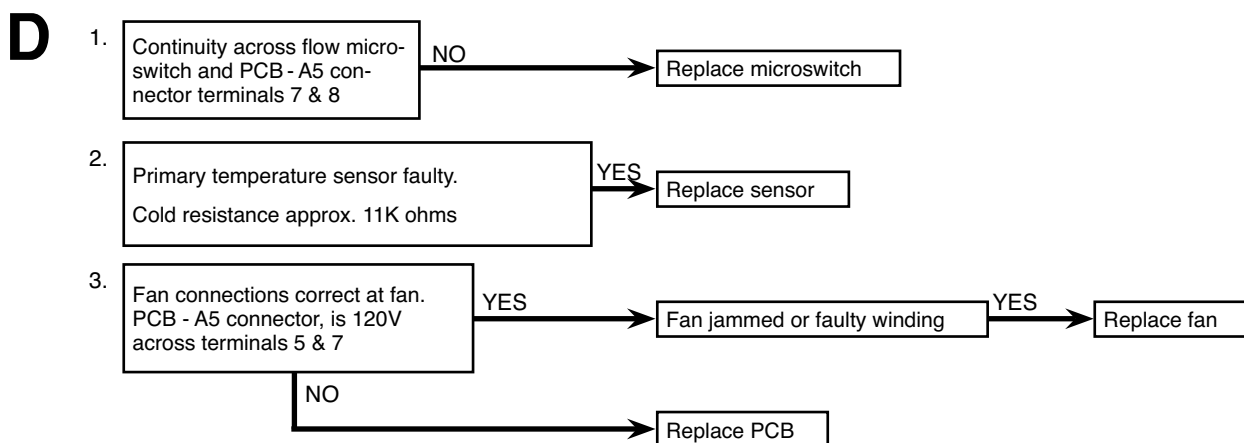 D
1.
Continuity across flow micro-
switch and PCB - A5 con-
nector terminals 7 & 8
NO
Replace microswitch
2.
Primary temperature sensor faulty.
Cold resistance approx. 11K ohms
YES
Replace sensor
3.
Fan connections correct at fan.
PCB - A5 connector, is 120V
across terminals 5 & 7
YES
Fan jammed or faulty winding
YES
Replace fan
NO
Replace PCB